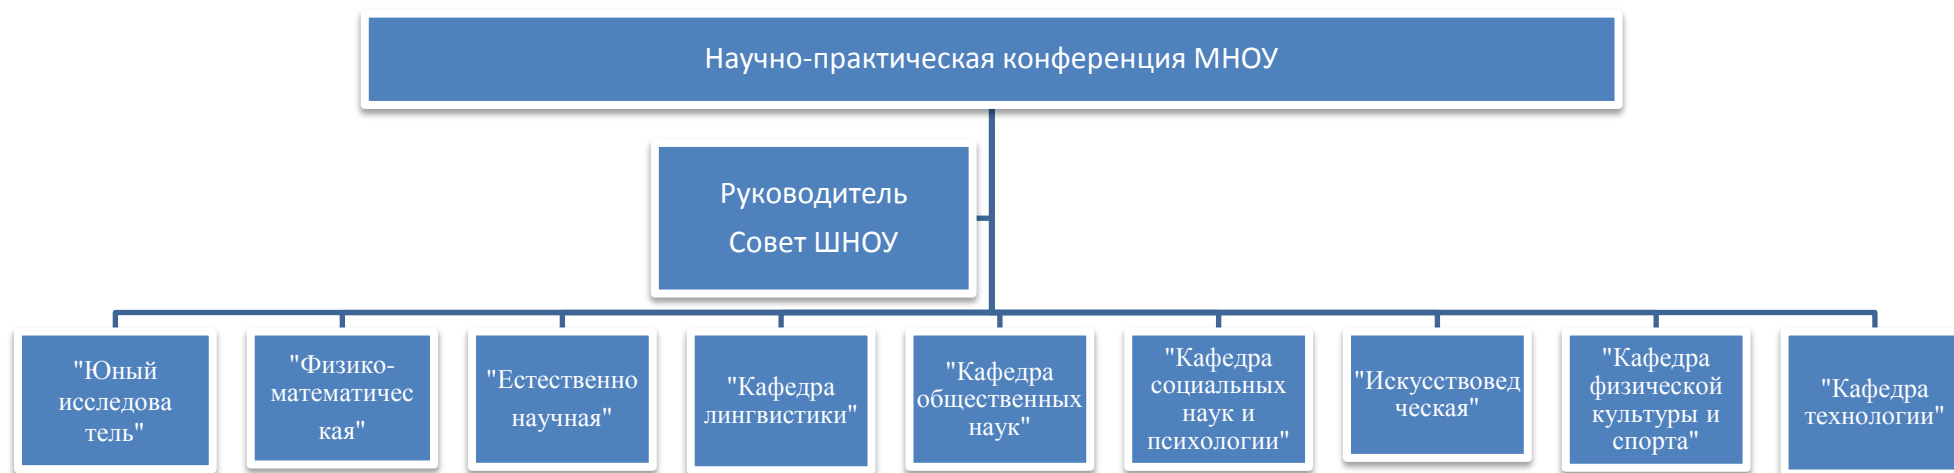 Научно-практическая конференция МНОУ
Руководитель
Совет ШНОУ
"Юный
исследова
тель"
"Физико-
математичес
кая"
"Естественно
научная"
"Кафедра
лингвистики"
"Кафедра
общественных
наук"
"Кафедра
социальных
наук и
психологии"
"Искусствовед
ческая"
"Кафедра
физической
культуры и
спорта"
"Кафедра
технологии"